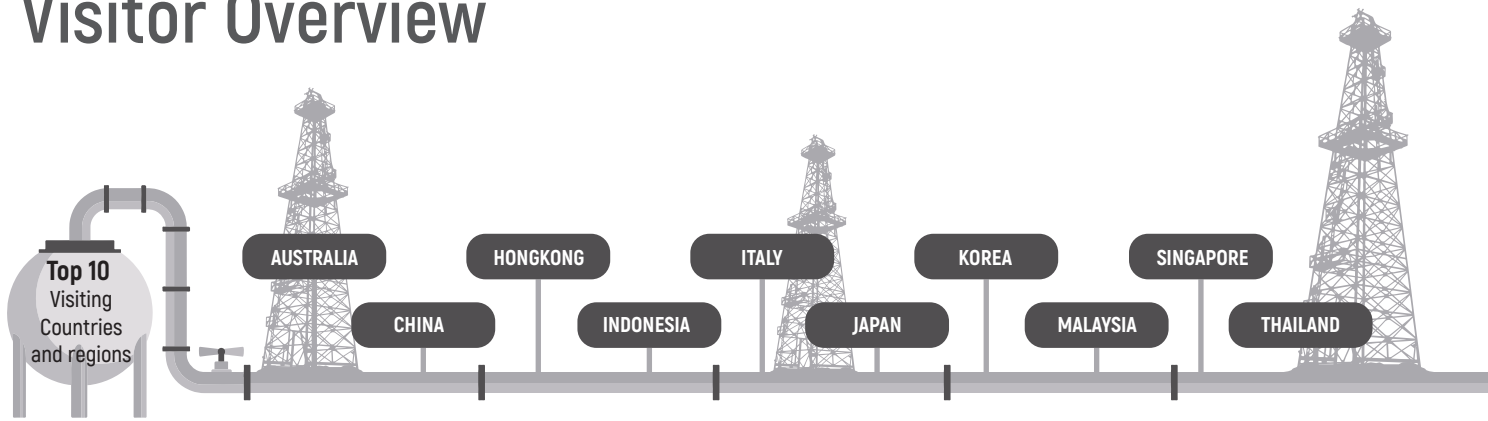 Visitor Overview
Top 10
Visiting
Countries
and regions
AUSTRALIA
CHINA
HONGKONG
INDONESIA
ITALY
JAPAN
KOREA
MALAYSIA
SINGAPORE
THAILAND